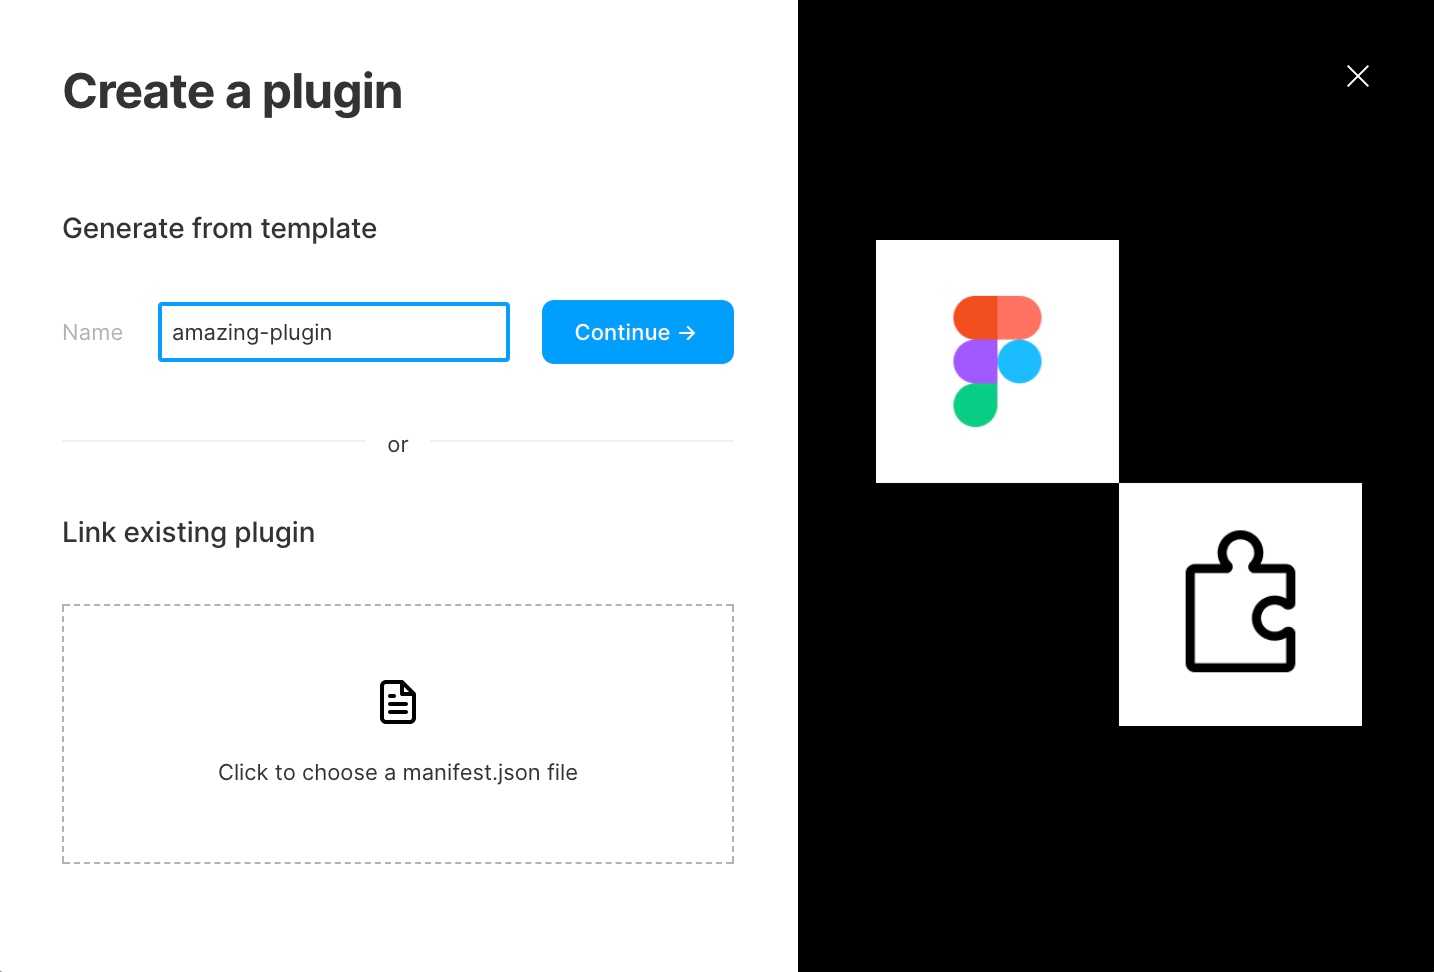 Create a plugin
Generate from template
Name
amazing-plugin
Continue →
or
Link existing plugin
Click to choose a manifest.json file